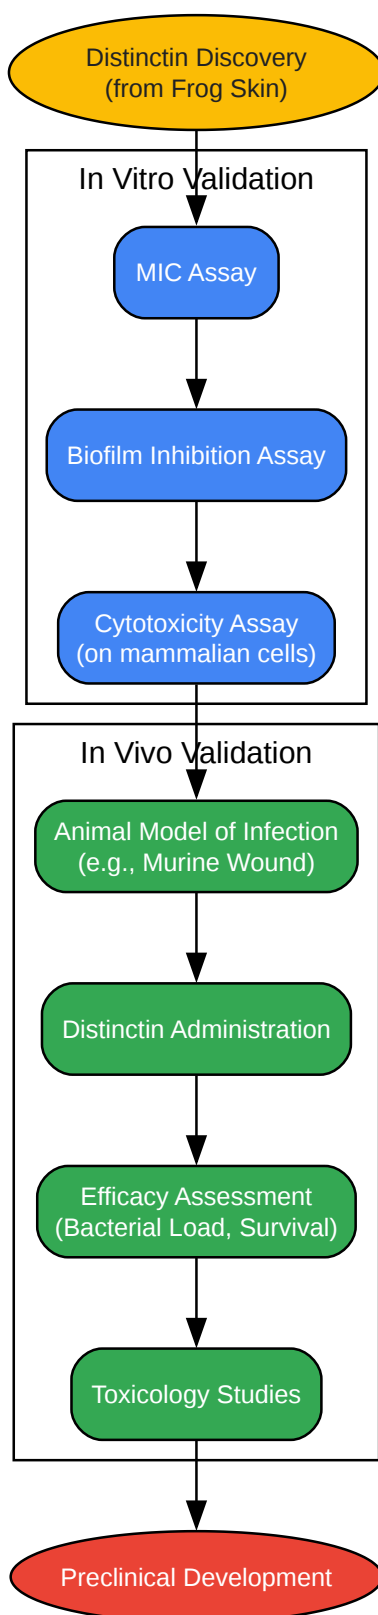 Distinctin Discovery
(from Frog Skin)
In Vitro Validation
MIC Assay
Biofilm Inhibition Assay
Cytotoxicity Assay
(on mammalian cells)
In Vivo Validation
Animal Model of Infection
(e.g., Murine Wound)
Distinctin Administration
Efficacy Assessment
(Bacterial Load, Survival)
Toxicology Studies
Preclinical Development